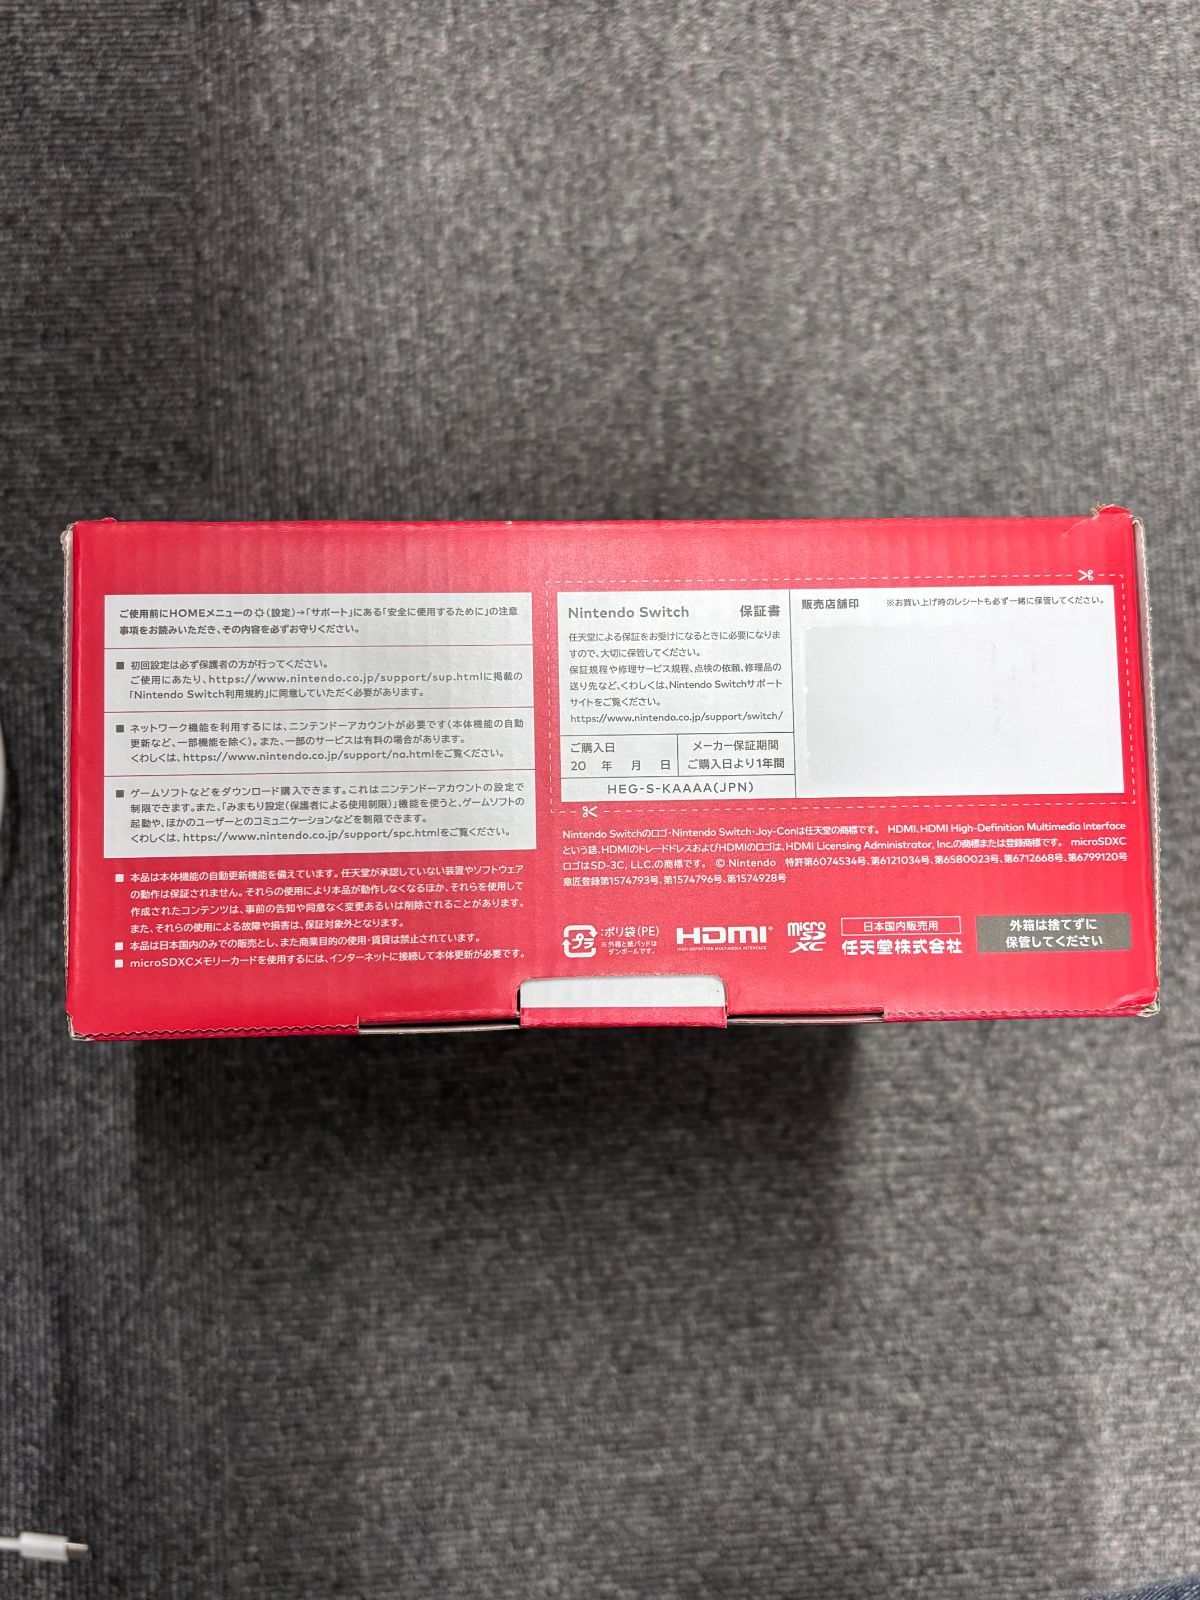 ご使用前にHOMEメニューの(設定)→「サポート」にある「安全に使用するために」の注意
事項をお読みいただき、その内容を必ずお守りください。
■ 初回設定は必ず保護者の方が行ってください。
ご使用にあたり、https://www.nintendo.co.jp/support/sup.htmlに掲載の
「Nintendo Switch利用規約」に同意していただく必要があります。
■ ネットワーク機能を利用するには、ニンテンドーアカウントが必要です(本体機能の自動
更新など、一部機能を除く)。また、一部のサービスは有料の場合があります。
くわしくは、https://www.nintendo.co.jp/support/na.htmlをご覧ください。
■ ゲームソフトなどをダウンロード購入できます。これはニンテンドーアカウントの設定で
制限できます。また、「みまもり設定(保護者による使用制限)」機能を使うと、ゲームソフトの
起動や、ほかのユーザーとのコミュニケーションなどを制限できます。
くわしくは、https://www.nintendo.co.jp/support/spc.htmlをご覧ください。
■ 本品は本体機能の自動更新機能を備えています。任天堂が承認していない装置やソフトウェア
の動作は保証されません。それらの使用により本品が動作しなくなるほか、それらを使用して
作成されたコンテンツは、事前の告知や同意なく変更あるいは削除されることがあります。
また、それらの使用による故障や損害は、保証対象外となります。
■ 本品は日本国内のみでの販売とし、また商業目的の使用・賃貸は禁止されています。
■ microSDXCメモリーカードを使用するには、インターネットに接続して本体更新が必要です。
Nintendo Switch 保証書
任天堂による保証をお受けになるときに必要になりま
すので、大切に保管してください。
保証規程や修理サービス規程、点検の依頼、修理品の
送り先など、くわしくは、Nintendo Switchサポート
サイトをご覧ください。
https://www.nintendo.co.jp/support/switch/
ご購入日
20 年 月 日
メーカー保証期間
ご購入日より1年間
HEG-S-KAAAA(JPN)
販売店舗印 ※お買い上げ時のレシートも必ず一緒に保管してください。
Nintendo Switchのロゴ・Nintendo Switch・Joy-Conは任天堂の商標です。 HDMI、HDMI High-Definition Multimedia Interface
という語、HDMIのトレードドレスおよびHDMIのロゴは、HDMI Licensing Administrator, Inc.の商標または登録商標です。 microSDXC
ロゴはSD-3C, LLC.の商標です。 © Nintendo 特許第6074534号、第6121034号、第6580023号、第6712668号、第6799120号
意匠登録第1574793号、第1574796号、第1574928号
プラ :ポリ袋(PE)
※外箱と紙パッドは
ダンボールです。
HDMI
HIGH-DEFINITION MULTIMEDIA INTERFACE
micro
SD
XC
日本国内販売用
任天堂株式会社
外箱は捨てずに
保管してください